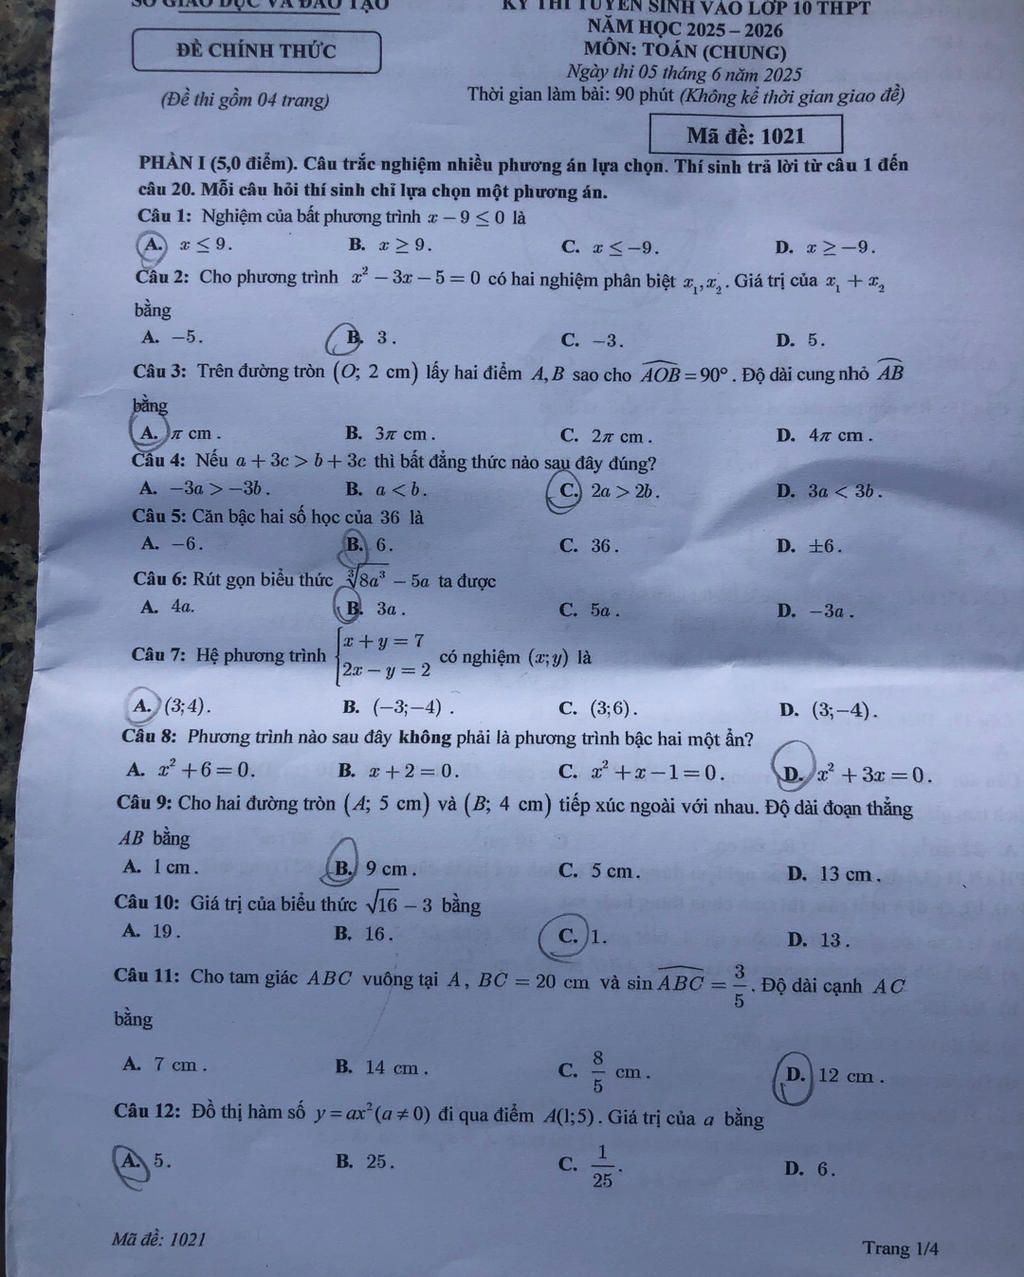 SỞ GIÁO DỤC VÀ ĐÀO TẠO
KỲ THI TUYỂN SINH VÀO LỚP 10 THPT
NĂM HỌC 2025 – 2026
ĐỀ CHÍNH THỨC
MÔN: TOÁN (CHUNG)
Ngày thi 05 tháng 6 năm 2025
(Đề thi gồm 04 trang)
Thời gian làm bài: 90 phút (Không kể thời gian giao đề)
Mã đề: 1021
PHẦN I (5,0 điểm). Câu trắc nghiệm nhiều phương án lựa chọn. Thí sinh trả lời từ câu 1 đến
câu 20. Mỗi câu hỏi thí sinh chỉ lựa chọn một phương án.
Câu 1: Nghiệm của bất phương trình x − 9 ≤ 0 là
A. x ≤ 9. B. x ≥ 9. C. x ≤ −9. D. x ≥ −9.
Câu 2: Cho phương trình x² − 3x − 5 = 0 có hai nghiệm phân biệt x₁, x₂. Giá trị của x₁ + x₂
bằng
A. −5. B. 3. C. −3. D. 5.
Câu 3: Trên đường tròn (O; 2 cm) lấy hai điểm A, B sao cho AOB = 90°. Độ dài cung nhỏ AB
bằng
A. π cm. B. 3π cm. C. 2π cm. D. 4π cm.
Câu 4: Nếu a + 3c > b + 3c thì bất đẳng thức nào sau đây đúng?
A. −3a > −3b. B. a < b. C. 2a > 2b. D. 3a < 3b.
Câu 5: Căn bậc hai số học của 36 là
A. −6. B. 6. C. 36. D. ±6.
Câu 6: Rút gọn biểu thức ∛8a³ − 5a ta được
A. 4a. B. 3a. C. 5a. D. −3a.
Câu 7: Hệ phương trình { x + y = 7
2x − y = 2 có nghiệm (x; y) là
A. (3;4). B. (−3;−4). C. (3;6). D. (3;−4).
Câu 8: Phương trình nào sau đây không phải là phương trình bậc hai một ẩn?
A. x² + 6 = 0. B. x + 2 = 0. C. x² + x − 1 = 0. D. x² + 3x = 0.
Câu 9: Cho hai đường tròn (A; 5 cm) và (B; 4 cm) tiếp xúc ngoài với nhau. Độ dài đoạn thẳng
AB bằng
A. 1 cm. B. 9 cm. C. 5 cm. D. 13 cm.
Câu 10: Giá trị của biểu thức √16 − 3 bằng
A. 19. B. 16. C. 1. D. 13.
Câu 11: Cho tam giác ABC vuông tại A, BC = 20 cm và sin ABC = 3/5. Độ dài cạnh AC
bằng
A. 7 cm. B. 14 cm. C. 8/5 cm. D. 12 cm.
Câu 12: Đồ thị hàm số y = ax² (a ≠ 0) đi qua điểm A(1;5). Giá trị của a bằng
A. 5. B. 25. C. 1/25. D. 6.
Mã đề: 1021
Trang 1/4